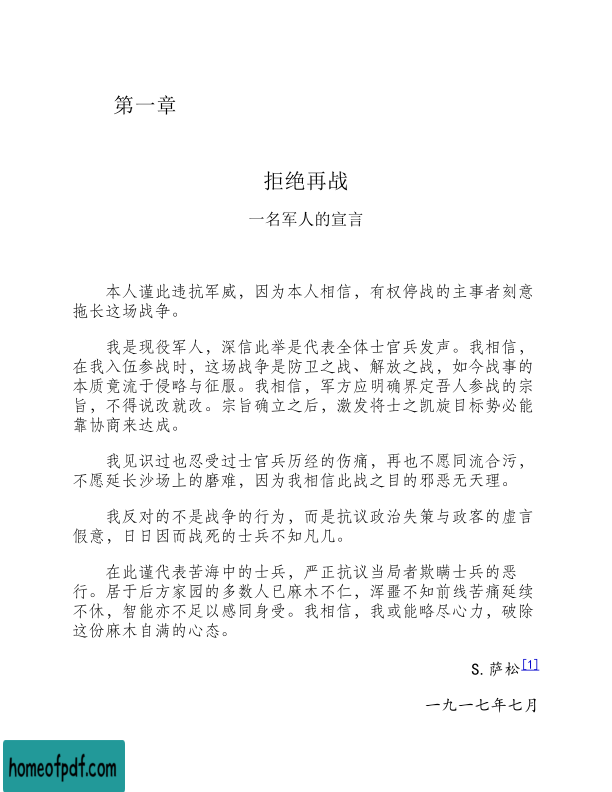 第一章
拒绝再战
一名军人的宣言
本人谨此违抗军威，因为本人相信，有权停战的主事者刻意
拖长这场战争。
我是现役军人，深信此举是代表全体士官兵发声。我相信，
在我入伍参战时，这场战争是防卫之战、解放之战，如今战事的
本质竟流于侵略与征服。我相信，军方应明确界定吾人参战的宗
旨，不得说改就改。宗旨确立之后，激发将士之凯旋目标势必能
靠协商来达成。
我见识过也忍受过士官兵历经的伤痛，再也不愿同流合污，
不愿延长沙场上的磨难，因为我相信此战之目的邪恶无天理。
我反对的不是战争的行为，而是抗议政治失策与政客的虚言
假意，日日因而战死的士兵不知凡几。
在此谨代表苦海中的士兵，严正抗议当局者欺瞒士兵的恶
行。居于后方家园的多数人已麻木不仁，浑噩不知前线苦痛延续
不休，智能亦不足以感同身受。我相信，我或能略尽心力，破除
这份麻木自满的心态。
S.萨松[1]
一九一七年七月
homeofpdf.com